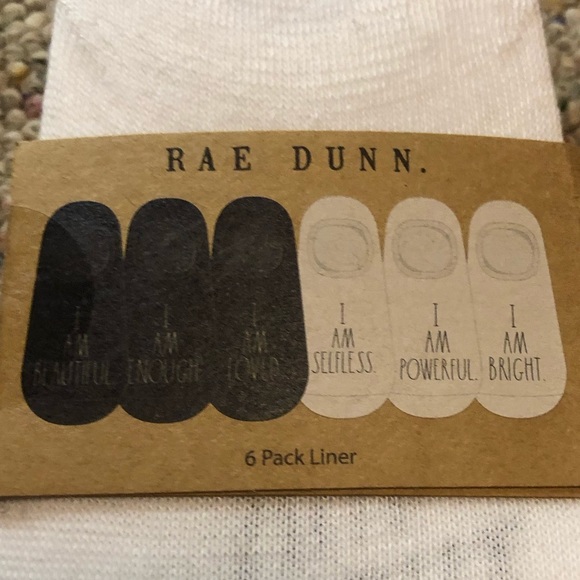 RAE DUNN.
I
AM
BEAUTIFUL.
I
AM
ENOUGH.
I
AM
LOVED.
I
AM
SELFLESS.
I
AM
POWERFUL.
I
AM
BRIGHT.
6 Pack Liner